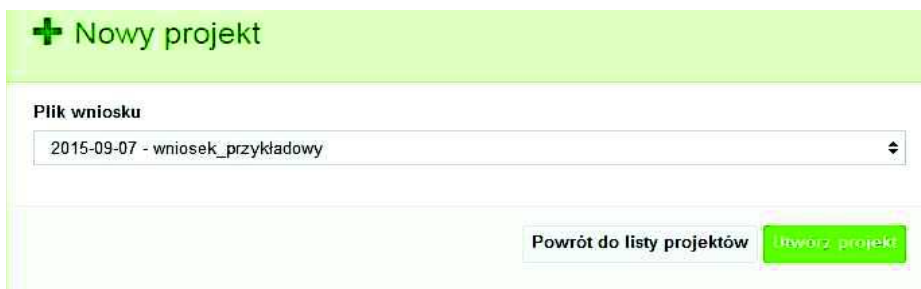 Nowy projekt
Plik wniosku
2015-09-07 - wniosek_przykładowy
Powrót do listy projektów Utwórz projekt